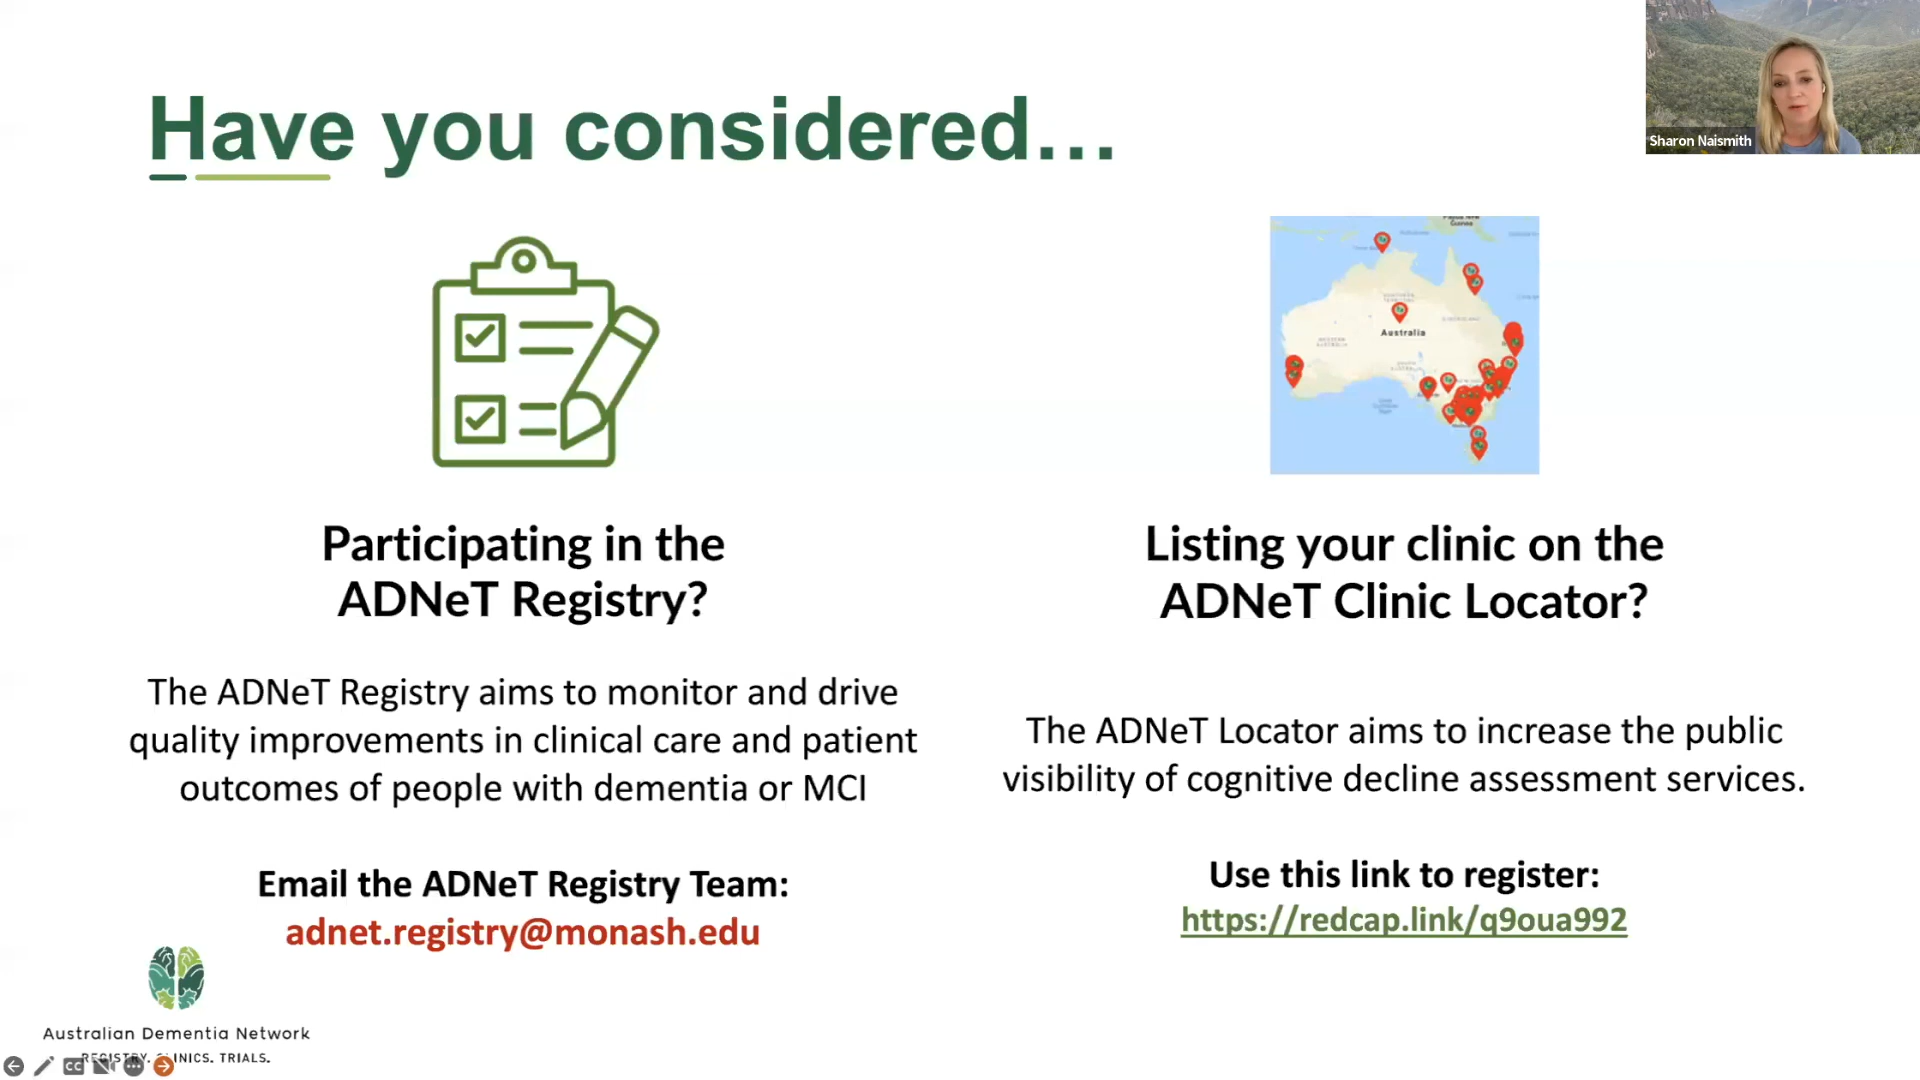 Have you considered...
Sharon Naismith
Australia
Participating in the
ADNeT Registry?
Listing your clinic on the
ADNeT Clinic Locator?
The ADNeT Registry aims to monitor and drive
quality improvements in clinical care and patient
outcomes of people with dementia or MCI
The ADNeT Locator aims to increase the public
visibility of cognitive decline assessment services.
Email the ADNeT Registry Team:
adnet.registry@monash.edu
Use this link to register:
https://redcap.link/q9oua992
Australian Dementia Network
REGISTRY. CLINICS. TRIALS.
CC